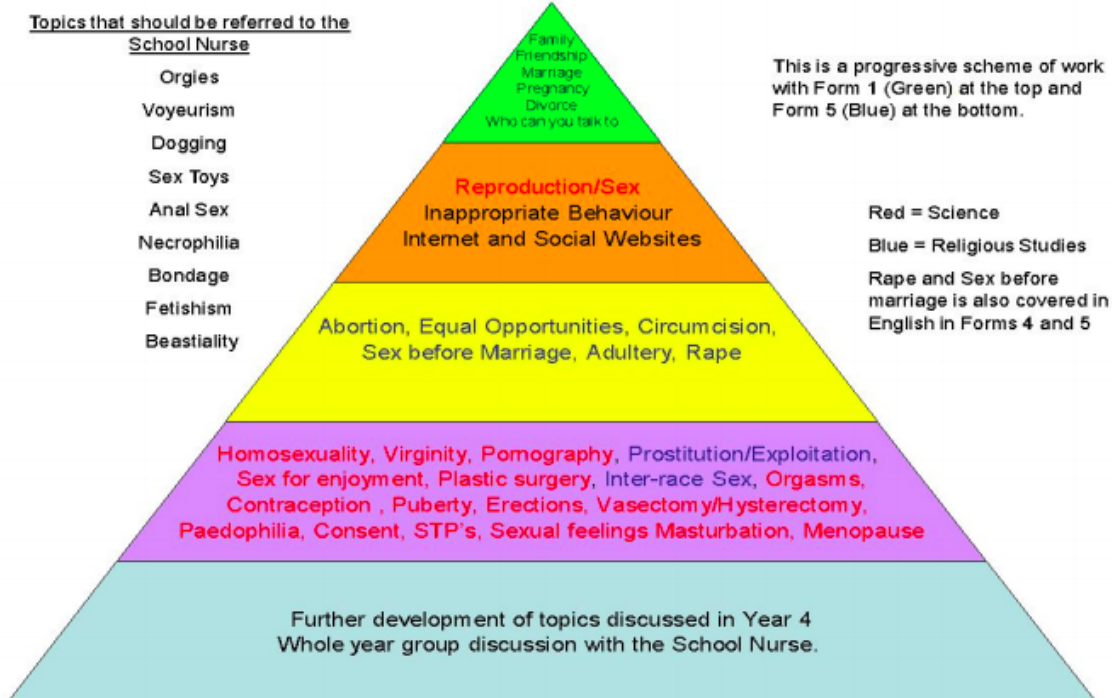 Topics that should be referred to the
School Nurse
Orgies
Voyeurism
Dogging
Sex Toys
Anal Sex
Necrophilia
Bondage
Fetishism
Beastiality
Family
Friendship
Marriage
Pregnancy
Divorce
Who can you talk to
This is a progressive scheme of work
with Form 1 (Green) at the top and
Form 5 (Blue) at the bottom.
Reproduction/Sex
Inappropriate Behaviour
Internet and Social Websites
Red = Science
Blue = Religious Studies
Rape and Sex before
marriage is also covered in
English in Forms 4 and 5
Abortion, Equal Opportunities, Circumcision,
Sex before Marriage, Adultery, Rape
Homosexuality, Virginity, Pornography, Prostitution/Exploitation,
Sex for enjoyment, Plastic surgery, Inter-race Sex, Orgasms,
Contraception , Puberty, Erections, Vasectomy/Hysterectomy,
Paedophilia, Consent, STP's, Sexual feelings Masturbation, Menopause
Further development of topics discussed in Year 4
Whole year group discussion with the School Nurse.